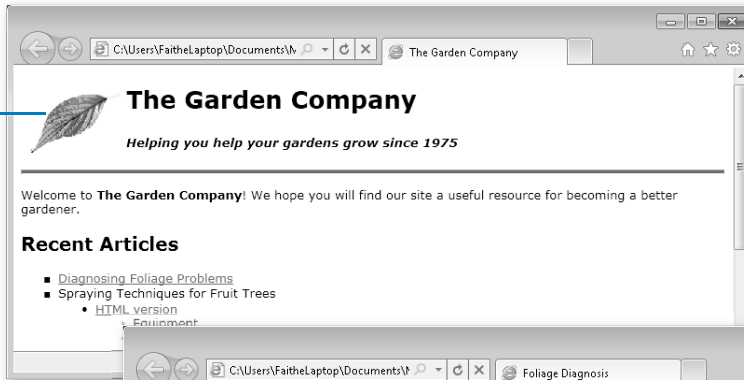 C:\Users\FaitheLaptop\Documents\
The Garden Company
The Garden Company
Helping you help your gardens grow since 1975
Welcome to The Garden Company! We hope you will find our site a useful resource for becoming a better
gardener.
Recent Articles
Diagnosing Foliage Problems
Spraying Techniques for Fruit Trees
HTML version
Equipment
C:\Users\FaitheLaptop\Documents\
Foliage Diagnosis